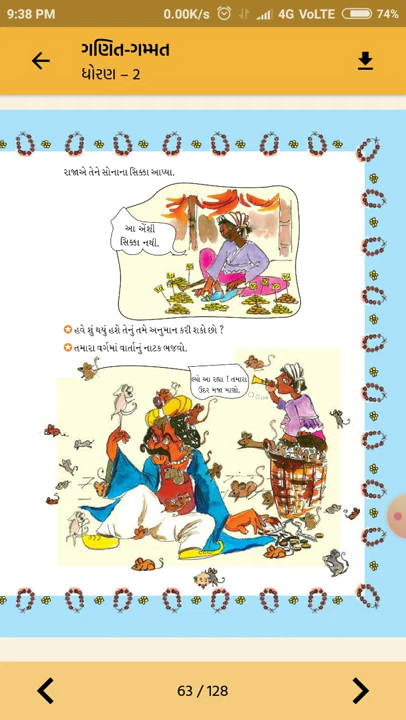 9:38 PM 0.00K/s 4G VoLTE 74%
ગણિત-ગમ્મત
ધોરણ – 2
રાજાએ તેને સોનાના સિક્કા આપ્યા.
આ એંશી
સિક્કા નથી.
હવે શું થયું હશે તેનું તમે અનુમાન કરી શકો છો ?
તમારા વર્ગમાં વાર્તાનું નાટક ભજવો.
લ્યો આ રહ્યા ! તમારા
ઉંદર મજા માણો.
63 / 128